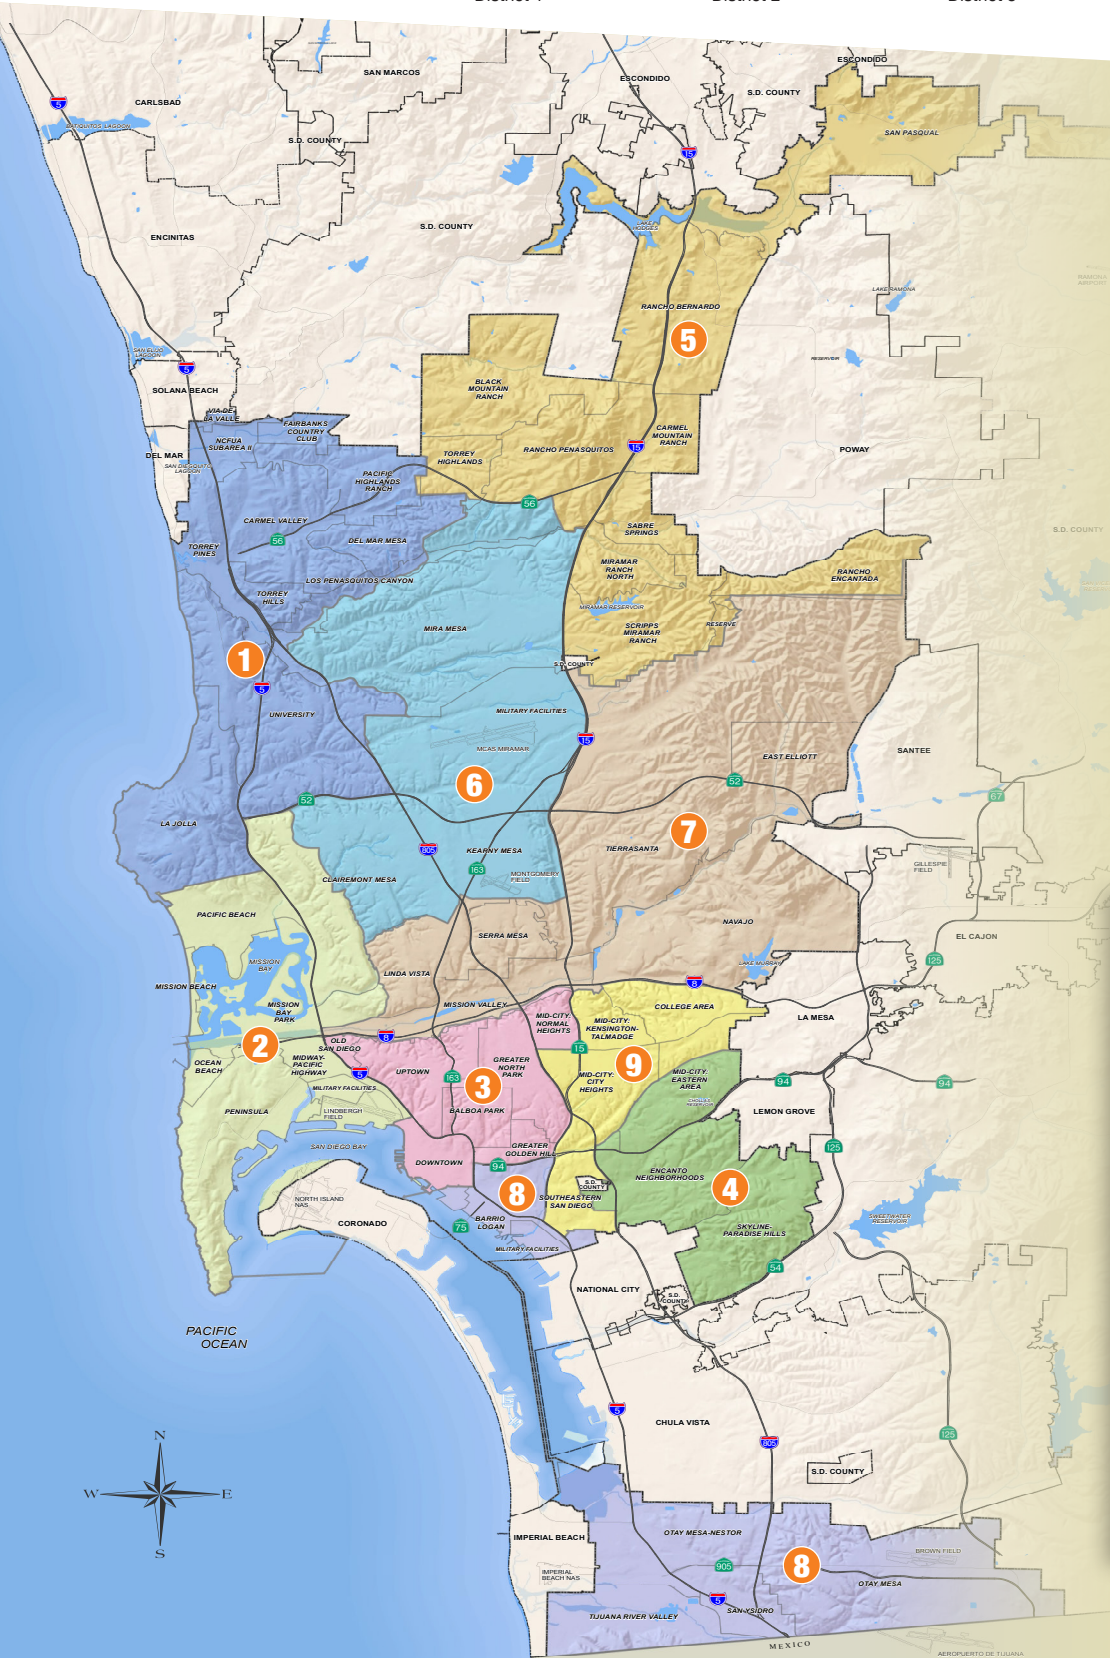 ESCONDIDO
ESCONDIDO
SAN MARCOS
S.D. COUNTY
CARLSBAD
5
BATIQUITOS LAGOON
SAN PASQUAL
S.D. COUNTY
15
ENCINITAS
S.D. COUNTY
LAKE
HODGES
RAMONA
AIRPORT
LAKE RAMONA
RANCHO BERNARDO
5
SAN ELIJO
LAGOON
RESERVOIR
5
SOLANA BEACH
BLACK
MOUNTAIN
RANCH
VIA DE
LA VALLE
FAIRBANKS
COUNTRY
CLUB
NCFUA
SUBAREA II
CARMEL
MOUNTAIN
RANCH
15
DEL MAR
SAN DIEGUITO
LAGOON
TORREY
HIGHLANDS
RANCHO PENASQUITOS
POWAY
PACIFIC
HIGHLANDS
RANCH
56
CARMEL VALLEY
56
DEL MAR MESA
SABRE
SPRINGS
S.D. COUNTY
TORREY
PINES
MIRAMAR
RANCH
NORTH
RANCHO
ENCANTADA
LOS PENASQUITOS CANYON
TORREY
HILLS
MIRAMAR RESERVOIR
MIRA MESA
SCRIPPS
MIRAMAR
RANCH
RESERVE
1
S.D. COUNTY
5
UNIVERSITY
MILITARY FACILITIES
15
MCAS MIRAMAR
SANTEE
EAST ELLIOTT
6
52
67
52
LA JOLLA
7
805
KEARNY MESA
TIERRASANTA
163
MONTGOMERY
FIELD
GILLESPIE
FIELD
CLAIREMONT MESA
PACIFIC BEACH
NAVAJO
SERRA MESA
EL CAJON
MISSION
BAY
LINDA VISTA
LAKE MURRAY
125
MISSION BEACH
8
MISSION
BAY
PARK
MISSION VALLEY
COLLEGE AREA
MID-CITY:
NORMAL
HEIGHTS
MID-CITY:
KENSINGTON-
TALMADGE
LA MESA
8
2
OLD
SAN DIEGO
15
OCEAN
BEACH
MIDWAY-
PACIFIC
HIGHWAY
5
UPTOWN
163
GREATER
NORTH
PARK
3
9
MID-CITY:
CITY
HEIGHTS
MID-CITY:
EASTERN
AREA
94
94
MILITARY FACILITIES
CHOLLAS
RESERVOIR
PENINSULA
LINDBERGH
FIELD
BALBOA PARK
LEMON GROVE
SAN DIEGO BAY
GREATER
GOLDEN HILL
125
DOWNTOWN
94
ENCANTO
NEIGHBORHOODS
4
NORTH ISLAND
NAS
8
S.D.
COUNTY
SOUTHEASTERN
SAN DIEGO
CORONADO
75
BARRIO
LOGAN
SWEETWATER
RESERVOIR
SKYLINE-
PARADISE HILLS
MILITARY FACILITIES
54
NATIONAL CITY
S.D.
COUNTY
PACIFIC
OCEAN
5
CHULA VISTA
805
125
N
W
E
S
S.D. COUNTY
IMPERIAL BEACH
OTAY MESA-NESTOR
BROWN FIELD
905
8
IMPERIAL
BEACH NAS
OTAY MESA
5
SAN YSIDRO
TIJUANA RIVER VALLEY
MEXICO
AEROPUERTO DE TIJUANA